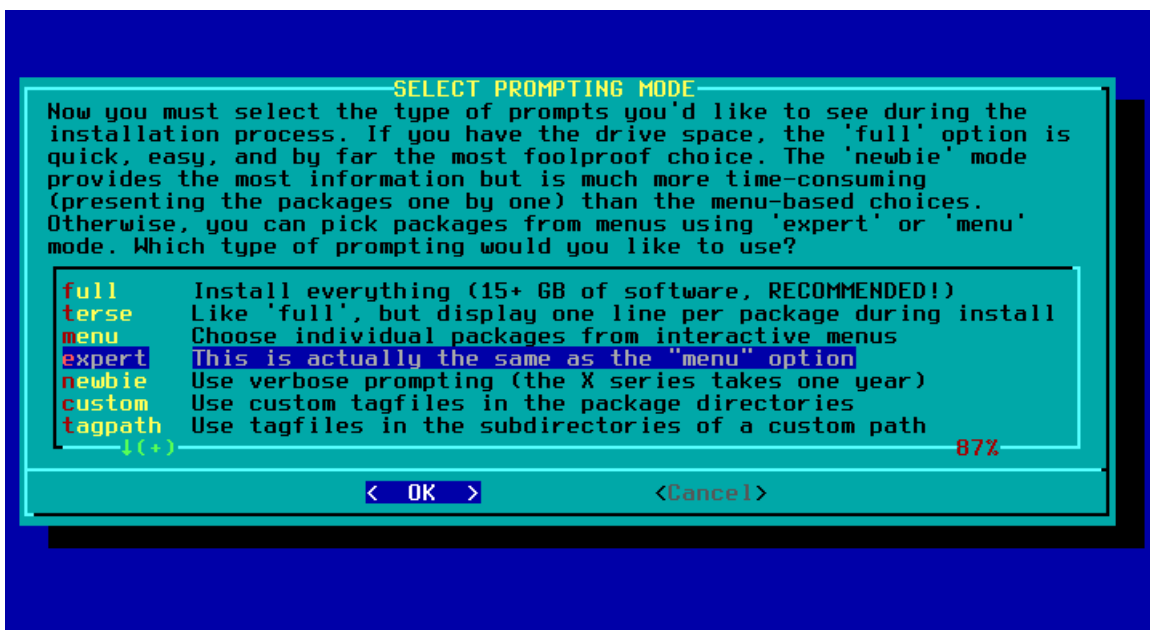 SELECT PROMPTING MODE
Now you must select the type of prompts you'd like to see during the
installation process. If you have the drive space, the 'full' option is
quick, easy, and by far the most foolproof choice. The 'newbie' mode
provides the most information but is much more time-consuming
(presenting the packages one by one) than the menu-based choices.
Otherwise, you can pick packages from menus using 'expert' or 'menu'
mode. Which type of prompting would you like to use?
full Install everything (15+ GB of software, RECOMMENDED!)
terse Like 'full', but display one line per package during install
menu Choose individual packages from interactive menus
expert This is actually the same as the "menu" option
newbie Use verbose prompting (the X series takes one year)
custom Use custom tagfiles in the package directories
tagpath Use tagfiles in the subdirectories of a custom path
↓(+) 87%
< OK > <Cancel>